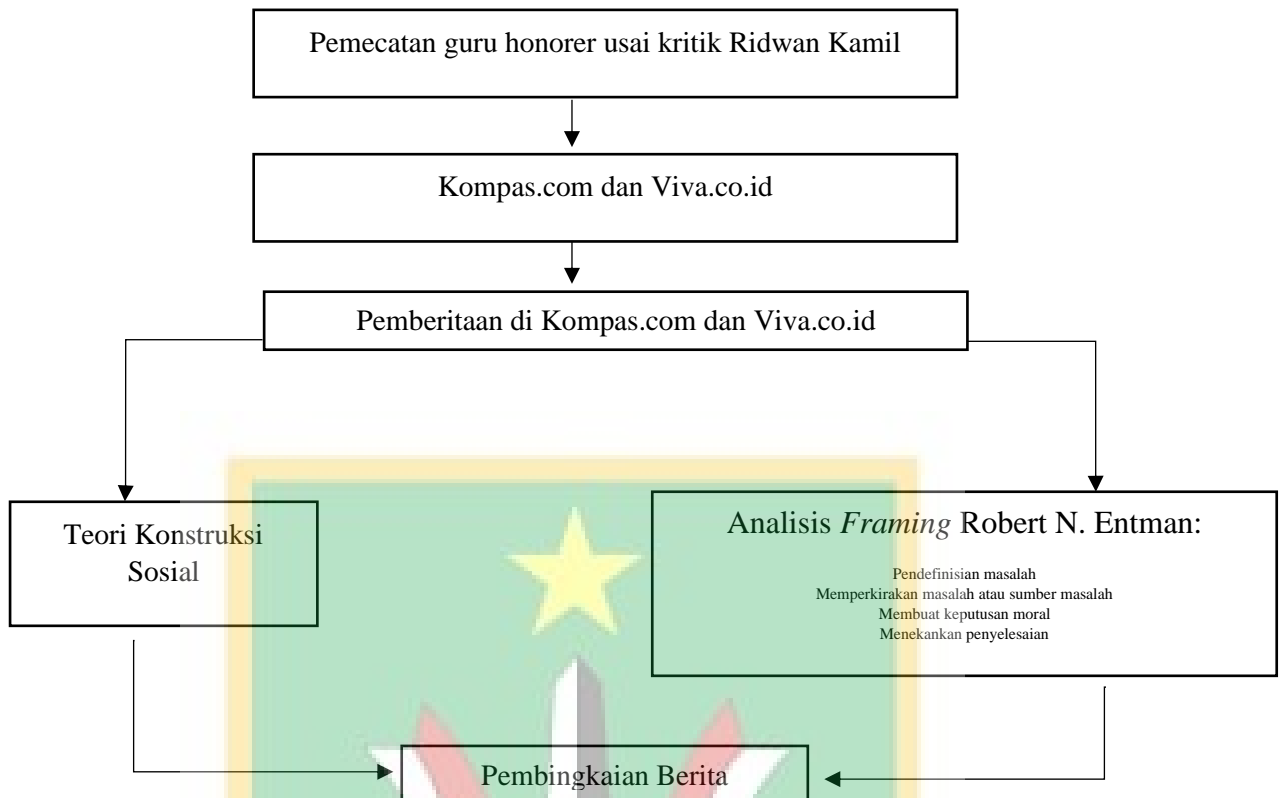 Pemecatan guru honorer usai kritik Ridwan Kamil
Kompas.com dan Viva.co.id
Pemberitaan di Kompas.com dan Viva.co.id
Teori Konstruksi
Sosial
Analisis Framing Robert N. Entman:
Pendefinisian masalah
Memperkirakan masalah atau sumber masalah
Membuat keputusan moral
Menekankan penyelesaian
Pembingkaian Berita